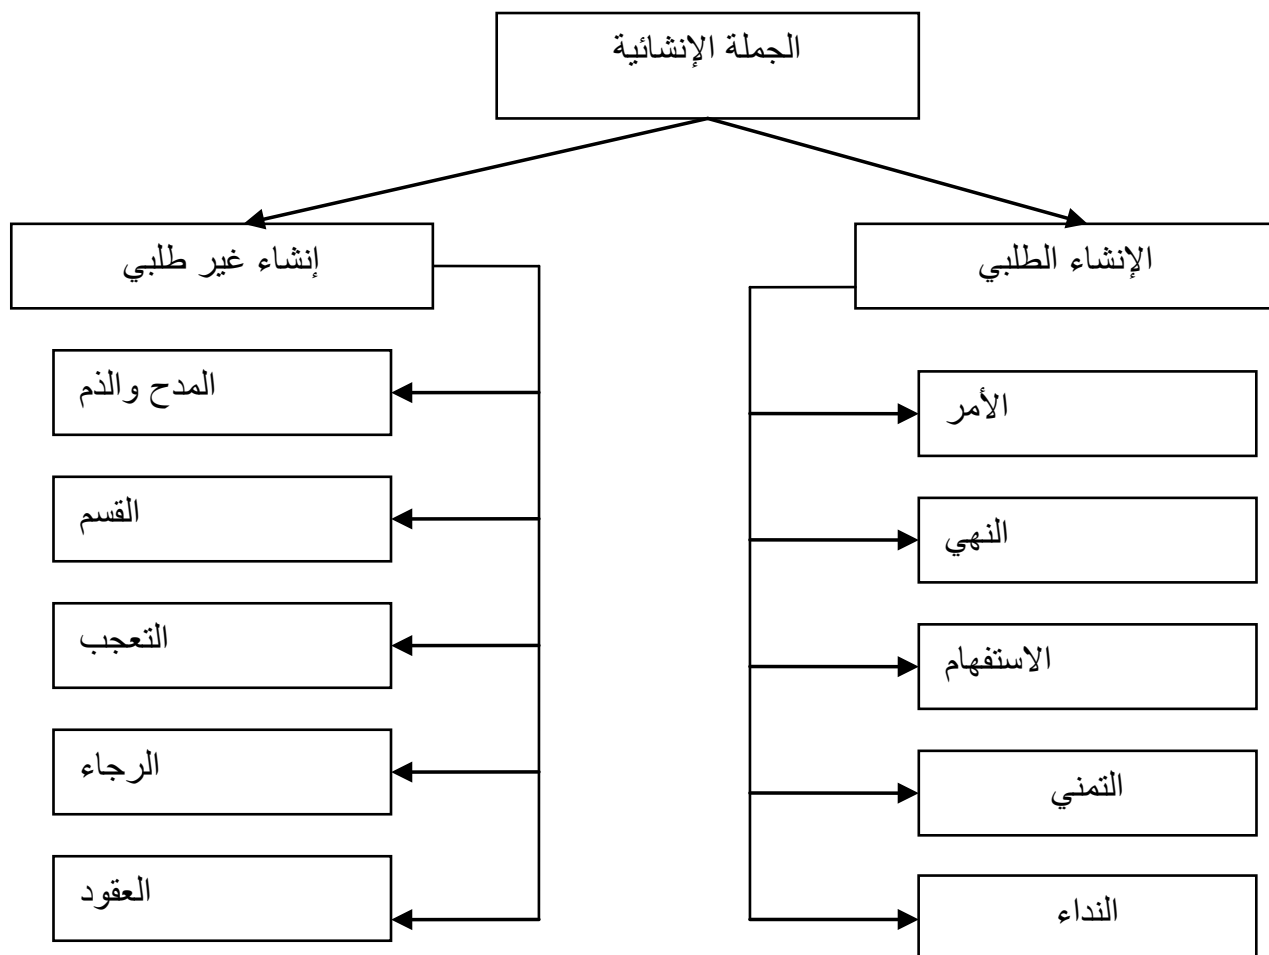 الجملة الإنشائية
الإنشاء الطلبي
إنشاء غير طلبي
الأمر
النهي
الاستفهام
التمني
النداء
المدح والذم
القسم
التعجب
الرجاء
العقود